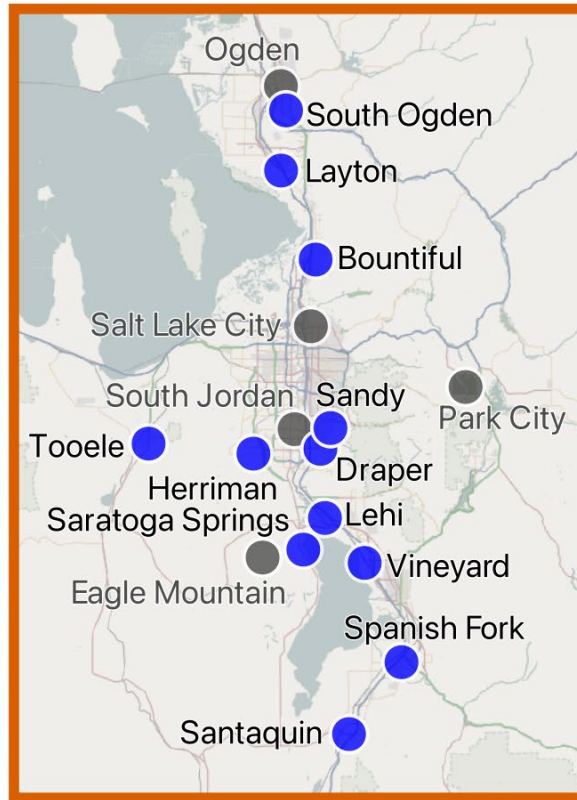 Ogden
South Ogden
Layton
Bountiful
Salt Lake City
South Jordan
Sandy
Park City
Tooele
Draper
Herriman
Saratoga Springs
Lehi
Eagle Mountain
Vineyard
Spanish Fork
Santaquin